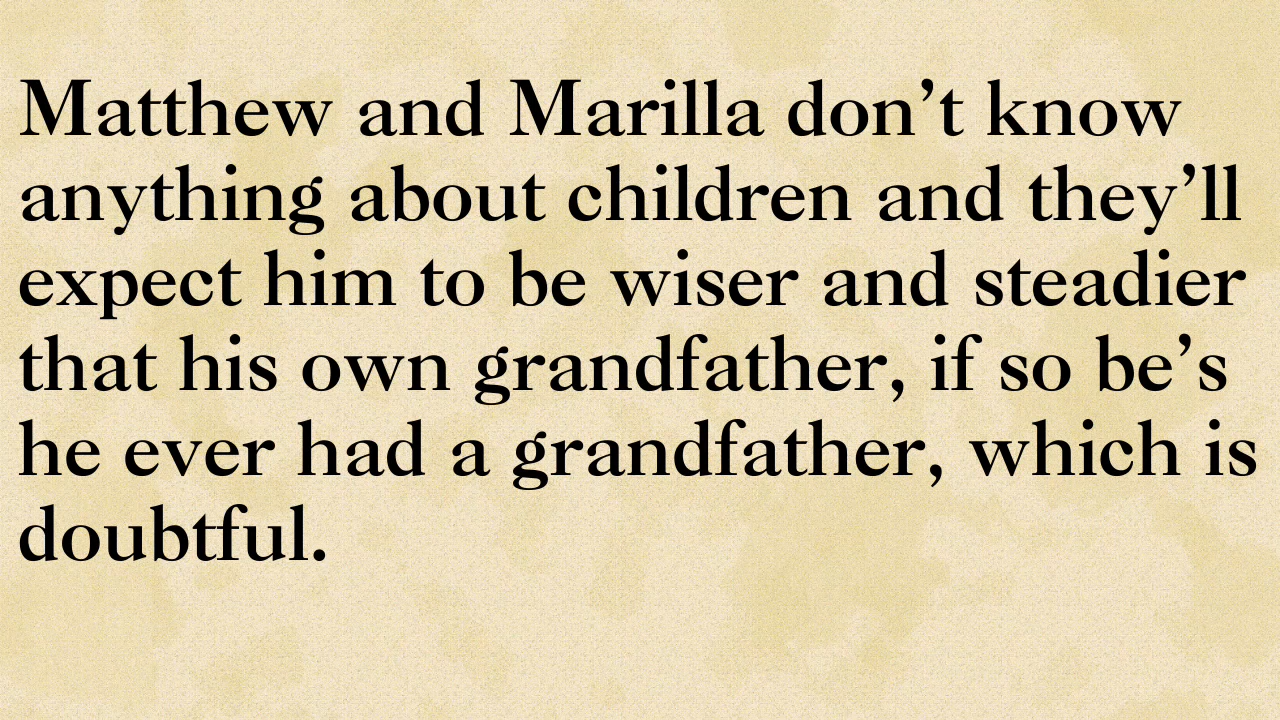 Matthew and Marilla don’t know
anything about children and they’ll
expect him to be wiser and steadier
that his own grandfather, if so be’s
he ever had a grandfather, which is
doubtful.